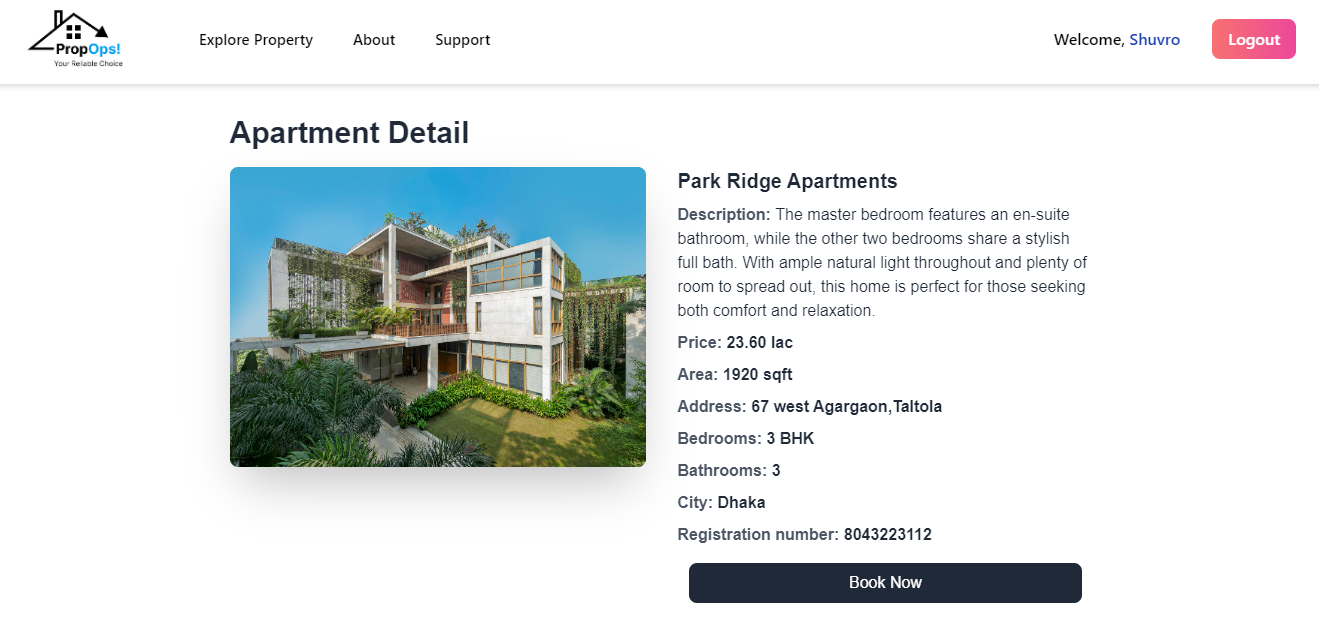 PropOps!
Your Reliable Choice
Explore Property
About
Support
Welcome, Shuvro
Logout
Apartment Detail
Park Ridge Apartments
Description: The master bedroom features an en-suite
bathroom, while the other two bedrooms share a stylish
full bath. With ample natural light throughout and plenty of
room to spread out, this home is perfect for those seeking
both comfort and relaxation.
Price: 23.60 lac
Area: 1920 sqft
Address: 67 west Agargaon,Taltola
Bedrooms: 3 BHK
Bathrooms: 3
City: Dhaka
Registration number: 8043223112
Book Now